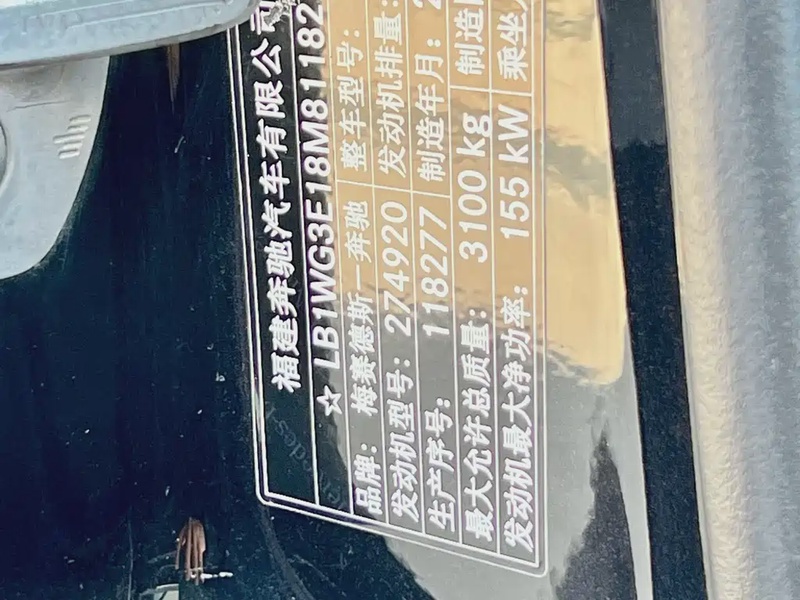 福建奔驰汽车有限公司
☆ LB1WG3E18M81182
品牌： 梅赛德斯—奔驰 整车型号：
发动机型号： 274920 发动机排量：
生产序号： 118277 制造年月： 2
最大允许总质量： 3100 kg 制造
发动机最大净功率： 155 kW 乘坐